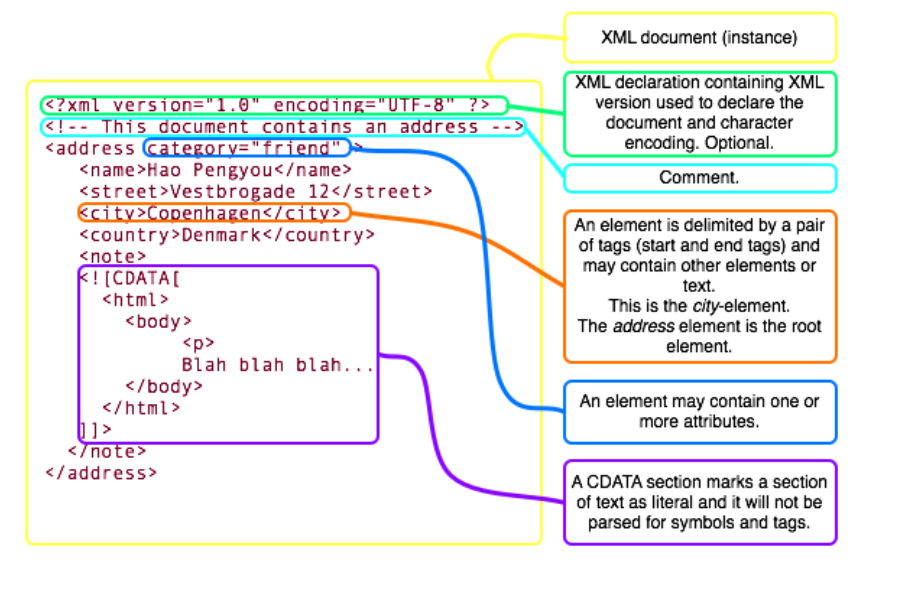 XML document (instance)
<?xml version="1.0" encoding="UTF-8" ?>
<!-- This document contains an address -->
<address category="friend" >
<name>Hao Pengyou</name>
<street>Vestbrogade 12</street>
<city>Copenhagen</city>
<country>Denmark</country>
<note>
<![CDATA[
<html>
<body>
<p>
Blah blah blah...
</body>
</html>
]]>
</note>
</address>
XML declaration containing XML
version used to declare the
document and character
encoding. Optional.
Comment.
An element is delimited by a pair
of tags (start and end tags) and
may contain other elements or
text.
This is the city-element.
The address element is the root
element.
An element may contain one or
more attributes.
A CDATA section marks a section
of text as literal and it will not be
parsed for symbols and tags.